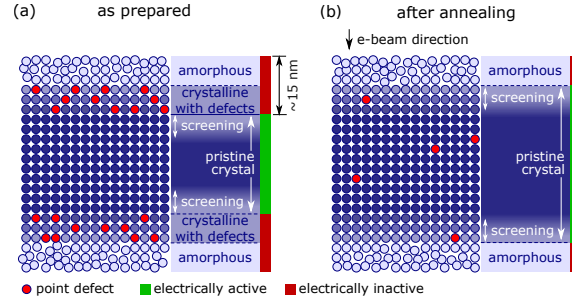 (a) as prepared
amorphous
crystalline
with defects
screening
pristine
crystal
screening
crystalline
with defects
amorphous
~15 nm
(b) after annealing
e-beam direction
amorphous
screening
pristine
crystal
screening
amorphous
point defect electrically active electrically inactive